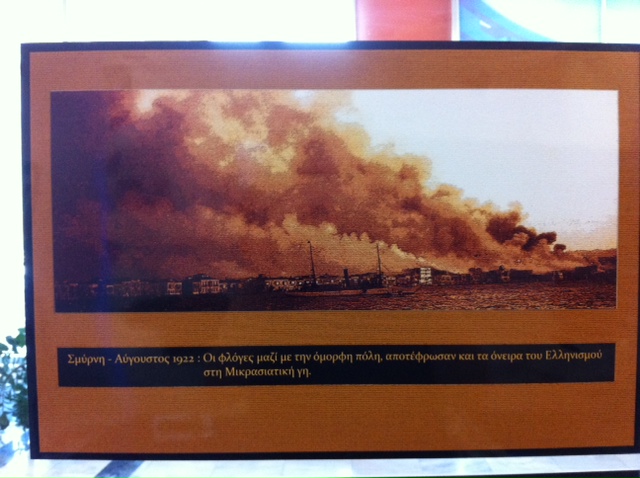 Σμύρνη - Αύγουστος 1922 : Οι φλόγες μαζί με την όμορφη πόλη, αποτέφρωσαν και τα όνειρα του Ελληνισμού
στη Μικρασιατική γη.